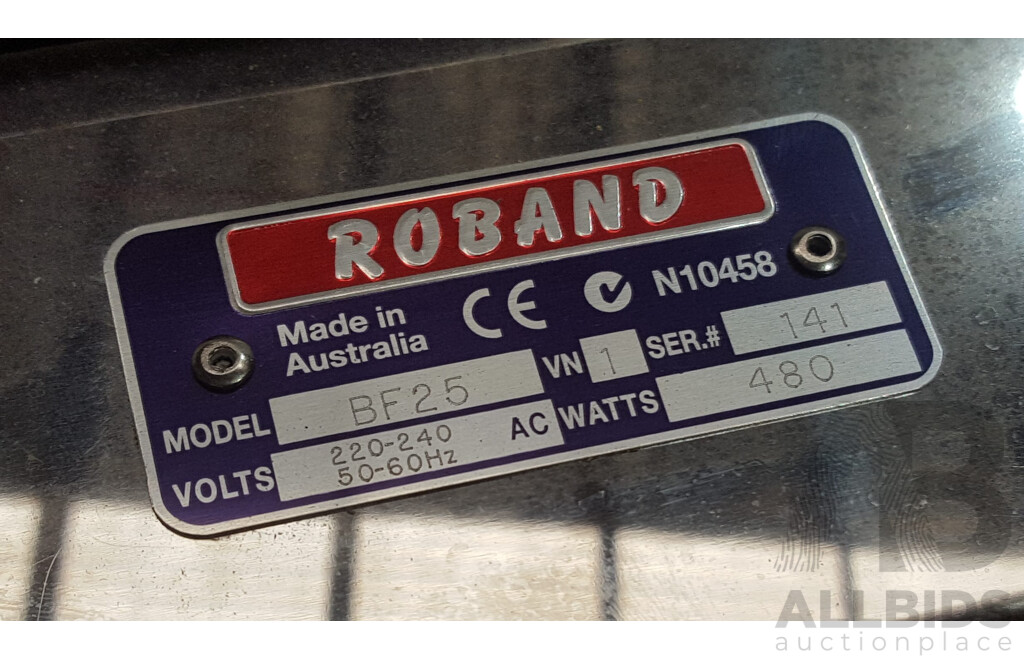 ROBAND
Made in
Australia
CE
N10458
MODEL BF25 VN 1 SER.# 141
VOLTS 220-240
50-60Hz AC WATTS 480
ALLBIDS
auctionplace